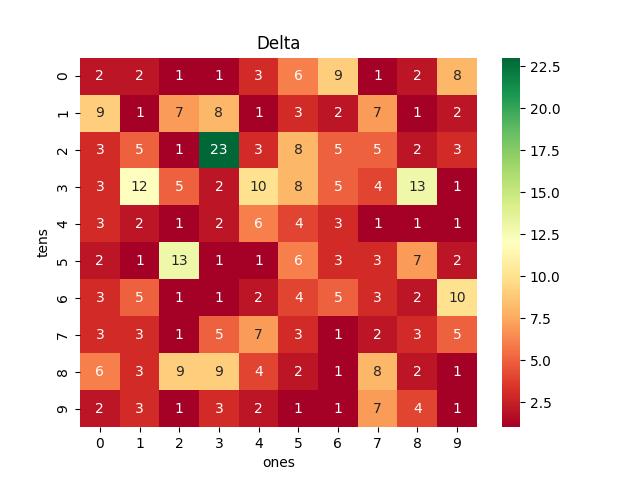 Delta
0 2 2 1 1 3 6 9 1 2 8
1 9 1 7 8 1 3 2 7 1 2
2 3 5 1 23 3 8 5 5 2 3
3 3 12 5 2 10 8 5 4 13 1
4 3 2 1 2 6 4 3 1 1 1
5 2 1 13 1 1 6 3 3 7 2
6 3 5 1 1 2 4 5 3 2 10
7 3 3 1 5 7 3 1 2 3 5
8 6 3 9 9 4 2 1 8 2 1
9 2 3 1 3 2 1 1 7 4 1
0 1 2 3 4 5 6 7 8 9
ones
tens
22.5
20.0
17.5
15.0
12.5
10.0
7.5
5.0
2.5